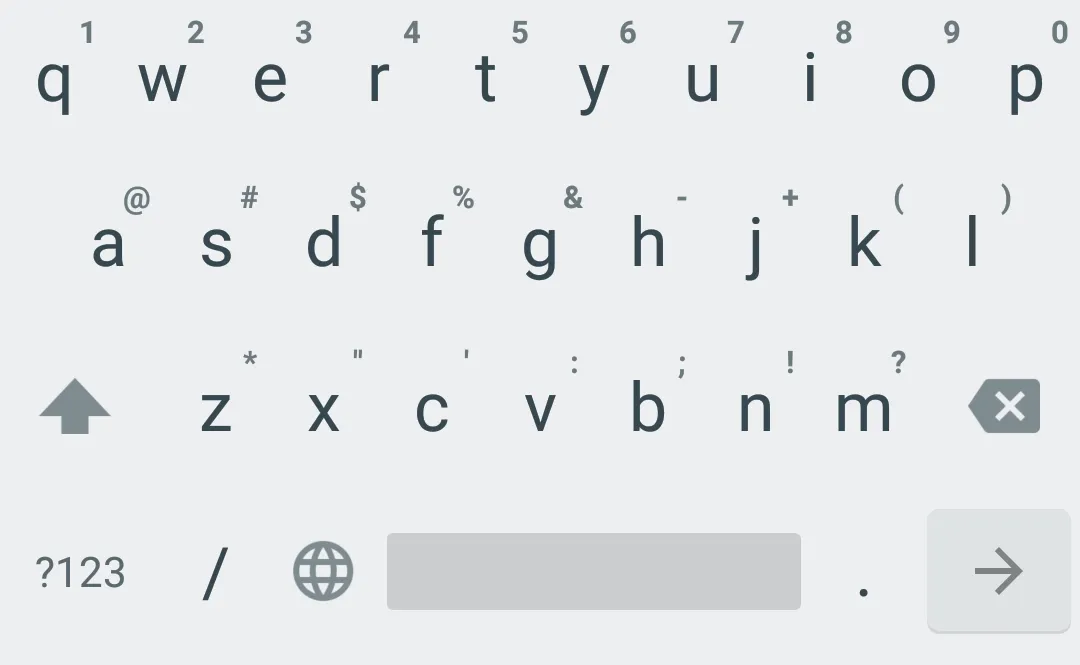 1 2 3 4 5 6 7 8 9 0
q w e r t y u i o p
@ # $ % & - + ( )
a s d f g h j k l
* " ' : ; ! ?
z x c v b n m
?123 / .